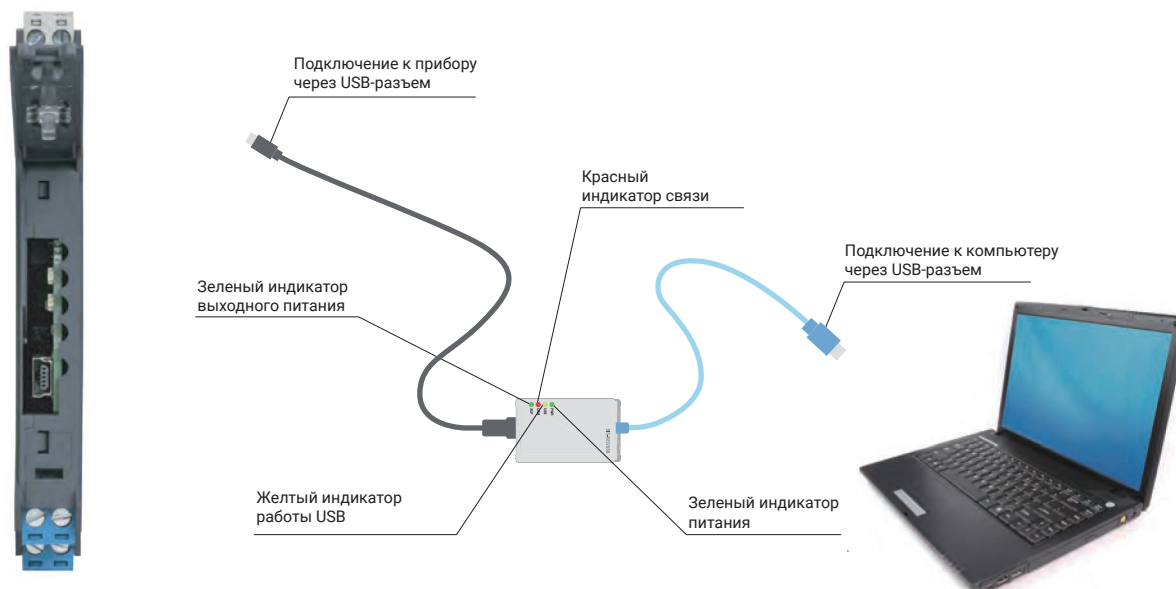 Подключение к прибору
через USB-разъем
Красный
индикатор связи
Подключение к компьютеру
через USB-разъем
Зеленый индикатор
выходного питания
Желтый индикатор
работы USB
Зеленый индикатор
питания